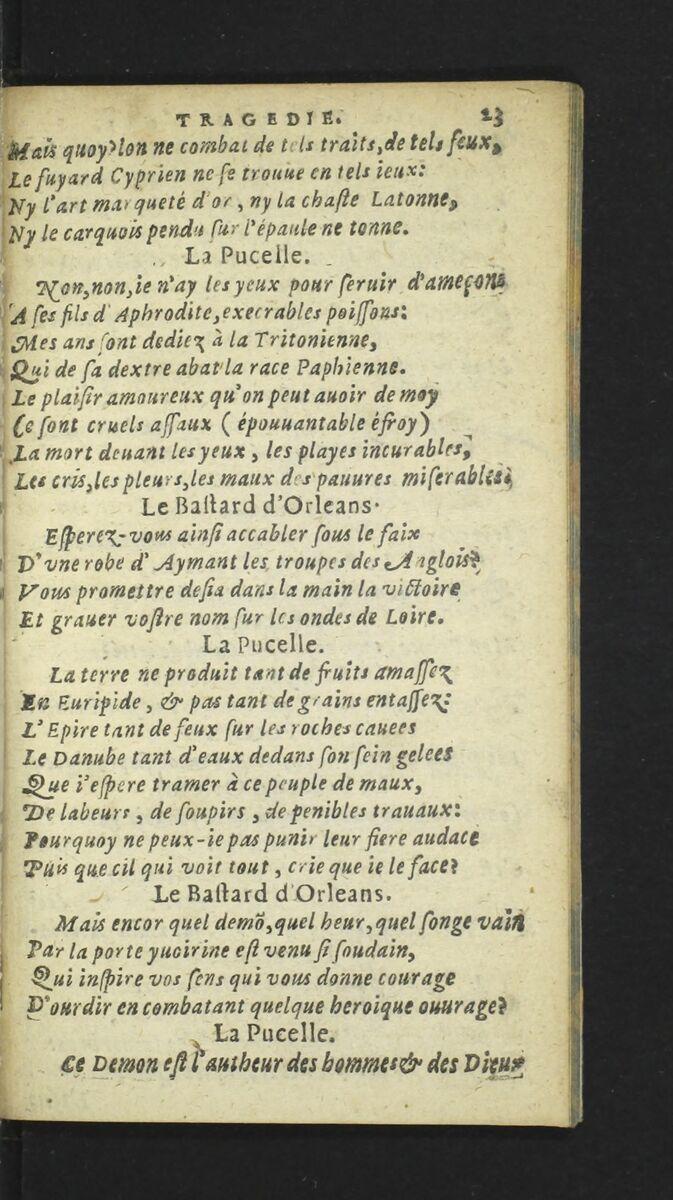 TRAGEDIE. 23
Mais quoy? lon ne combat de tels traits, de tels feux,
Le fuyard Cyprien ne ſe trouue en tels ieux:
Ny l'art marqueté d'or, ny la chaſte Latonne,
Ny le carquois pendu ſur l'épaule ne tonne.
La Pucelle.
Non, non, ie n'ay les yeux pour ſeruir d'ameçons
A ſes fils d'Aphrodite, execrables poiſſons:
Mes ans ſont dediez à la Tritonienne,
Qui de ſa dextre abat la race Paphienne.
Le plaiſir amoureux qu'on peut auoir de moy
Ce ſont cruels aſſaux (épouuantable éfroy)
La mort deuant les yeux, les playes incurables,
Les cris, les pleurs, les maux des pauures miſerables.
Le Baſtard d'Orleans.
Eſperez-vous ainſi accabler ſous le faix
D'vne robe d'Aymant les troupes des Anglois?
Vous promettre deſia dans la main la victoire
Et grauer voſtre nom ſur les ondes de Loire.
La Pucelle.
La terre ne produit tant de fruits amaſſez
En Euripide, & pas tant de grains entaſſez:
L'Epire tant de feux ſur les roches cauees
Le Danube tant d'eaux dedans ſon ſein gelees
Que i'eſpere tramer à ce peuple de maux,
De labeurs, de ſoupirs, de penibles trauaux:
Pourquoy ne peux-ie pas punir leur fiere audace
Puis que cil qui voit tout, crie que ie le face?
Le Baſtard d'Orleans.
Mais encor quel demõ, quel heur, quel ſonge vain
Par la porte yuoirine eſt venu ſi ſoudain,
Qui inſpire vos ſens qui vous donne courage
D'ourdir en combatant quelque heroique ouurage?
La Pucelle.
Ce Demon eſt l'autheur des hommes & des Dieux